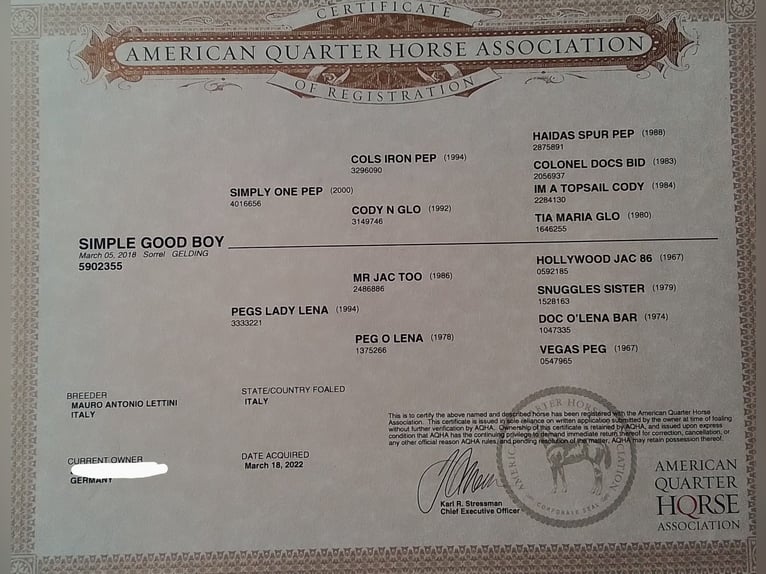 CERTIFICATE
AMERICAN QUARTER HORSE ASSOCIATION
OF REGISTRATION
HAIDAS SPUR PEP (1988)
2875891
COLS IRON PEP (1994)
3296090
COLONEL DOCS BID (1983)
2056937
SIMPLY ONE PEP (2000)
4016656
IM A TOPSAIL CODY (1984)
2284130
CODY N GLO (1992)
3149746
TIA MARIA GLO (1980)
1646255
SIMPLE GOOD BOY
March 05, 2018 Sorrel GELDING
5902355
HOLLYWOOD JAC 86 (1967)
0592185
MR JAC TOO (1986)
2486886
SNUGGLES SISTER (1979)
1528163
PEGS LADY LENA (1994)
3333221
DOC O'LENA BAR (1974)
1047335
PEG O LENA (1978)
1375266
VEGAS PEG (1967)
0547965
BREEDER
MAURO ANTONIO LETTINI
ITALY
STATE/COUNTRY FOALED
ITALY
CURRENT OWNER
GERMANY
DATE ACQUIRED
March 18, 2022
This is to certify the above named and described horse has been registered with the American Quarter Horse
Association. This certificate is issued in sole reliance on written application submitted by the owner at time of foaling
without further verification by AQHA. Ownership of this certificate is retained by AQHA, and issued upon express
condition that AQHA has the continuing privilege to demand immediate return thereof for correction, cancellation, or
any other official reason AQHA rules, and pending resolution of the matter, AQHA may retain possession thereof.
Karl R. Stressman
Chief Executive Officer
CORPORATE SEAL
AMERICAN
QUARTER
HORSE
ASSOCIATION